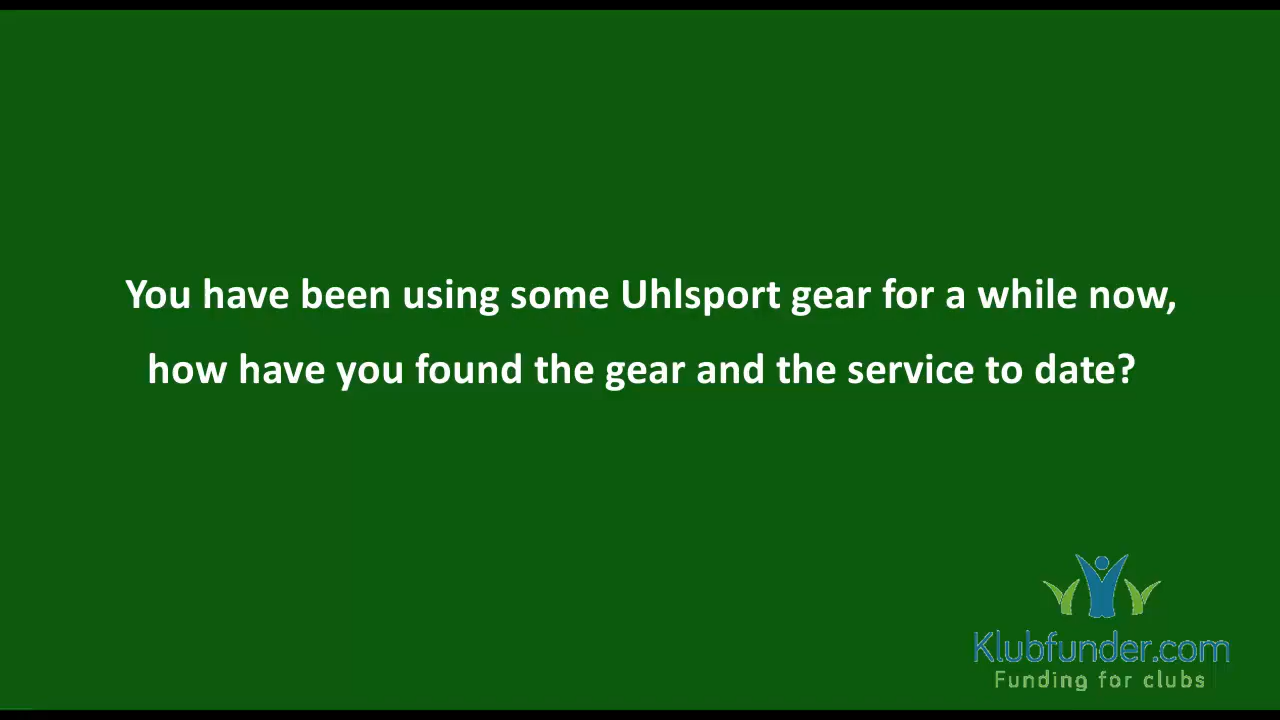 You have been using some Uhlsport gear for a while now,
how have you found the gear and the service to date?
Klubfunder.com
Funding for clubs